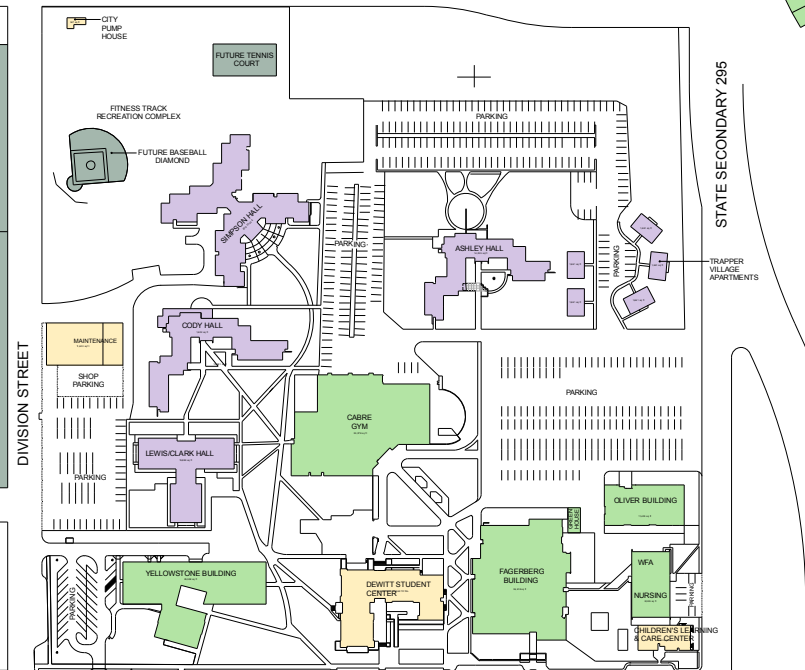 CITY
PUMP
HOUSE
FUTURE TENNIS
COURT
FITNESS TRACK
RECREATION COMPLEX
FUTURE BASEBALL
DIAMOND
PARKING
STATE SECONDARY 295
SIMPSON HALL
PARKING
ASHLEY HALL
PARKING
TRAPPER
VILLAGE
APARTMENTS
CODY HALL
MAINTENANCE
SHOP
PARKING
DIVISION STREET
PARKING
CABRE
GYM
LEWIS/CLARK HALL
PARKING
OLIVER BUILDING
GREEN
HOUSE
YELLOWSTONE BUILDING
PARKING
DEWITT STUDENT
CENTER
FAGERBERG
BUILDING
WFA
NURSING
PARKING
CHILDREN'S LEARNING
& CARE CENTER